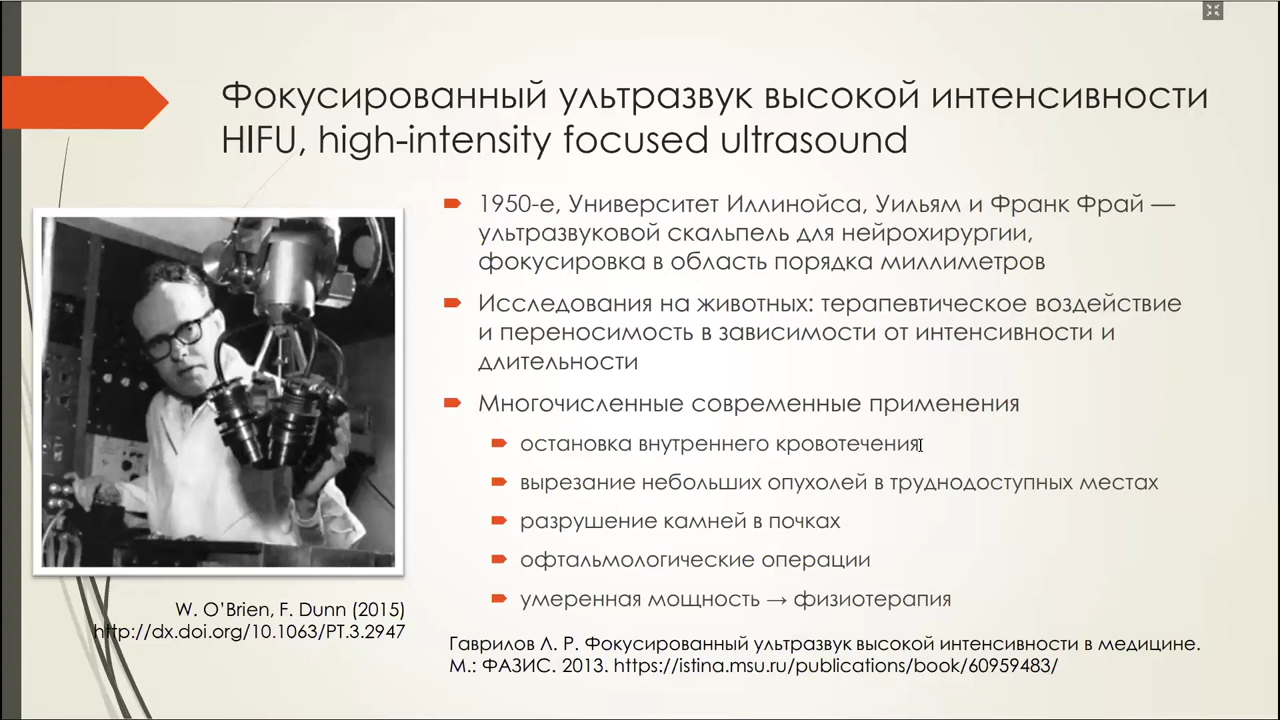 Фокусированный ультразвук высокой интенсивности
HIFU, high-intensity focused ultrasound
1950-е, Университет Иллинойса, Уильям и Франк Фрай —
ультразвуковой скальпель для нейрохирургии,
фокусировка в область порядка миллиметров
Исследования на животных: терапевтическое воздействие
и переносимость в зависимости от интенсивности и
длительности
Многочисленные современные применения
остановка внутреннего кровотечения
вырезание небольших опухолей в труднодоступных местах
разрушение камней в почках
офтальмологические операции
умеренная мощность → физиотерапия
W. O’Brien, F. Dunn (2015)
http://dx.doi.org/10.1063/PT.3.2947
Гаврилов Л. Р. Фокусированный ультразвук высокой интенсивности в медицине.
М.: ФАЗИС. 2013. https://istina.msu.ru/publications/book/60959483/